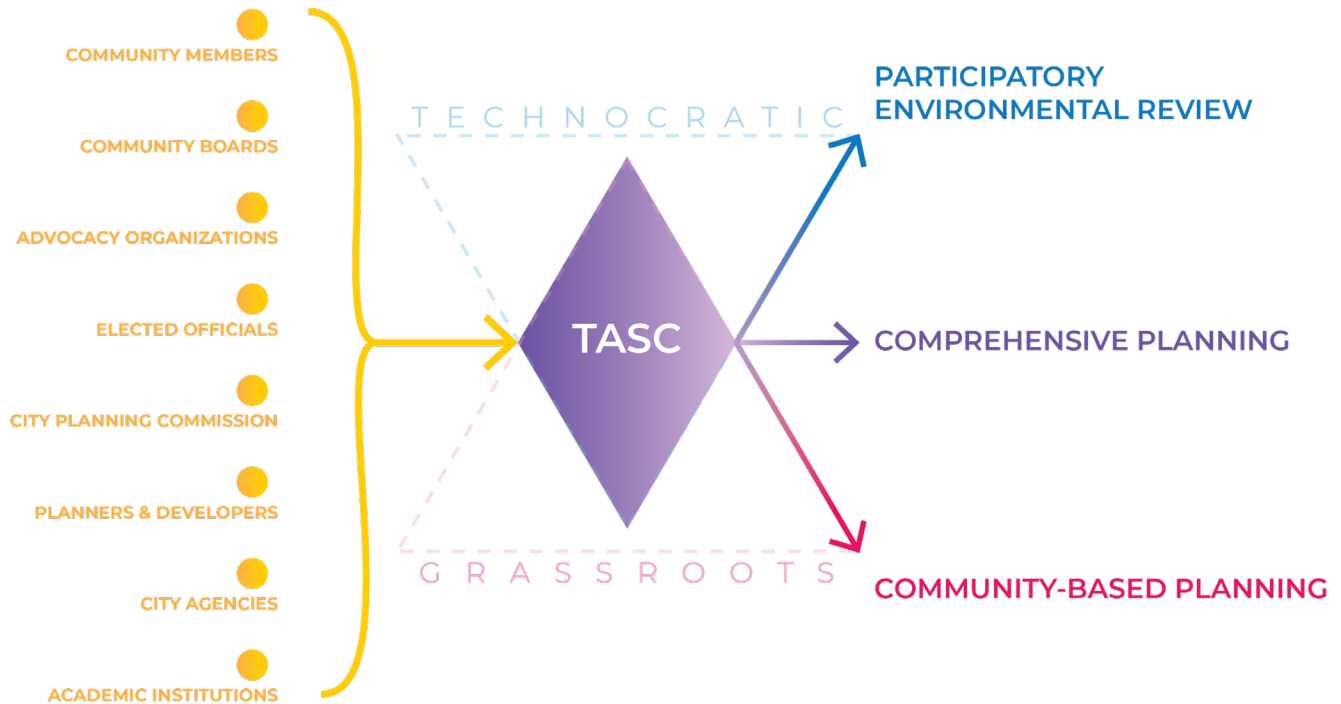 COMMUNITY MEMBERS
COMMUNITY BOARDS
ADVOCACY ORGANIZATIONS
ELECTED OFFICIALS
CITY PLANNING COMMISSION
PLANNERS & DEVELOPERS
CITY AGENCIES
ACADEMIC INSTITUTIONS
TECHNOCRATIC
TASC
GRASSROOTS
PARTICIPATORY
ENVIRONMENTAL REVIEW
COMPREHENSIVE PLANNING
COMMUNITY-BASED PLANNING